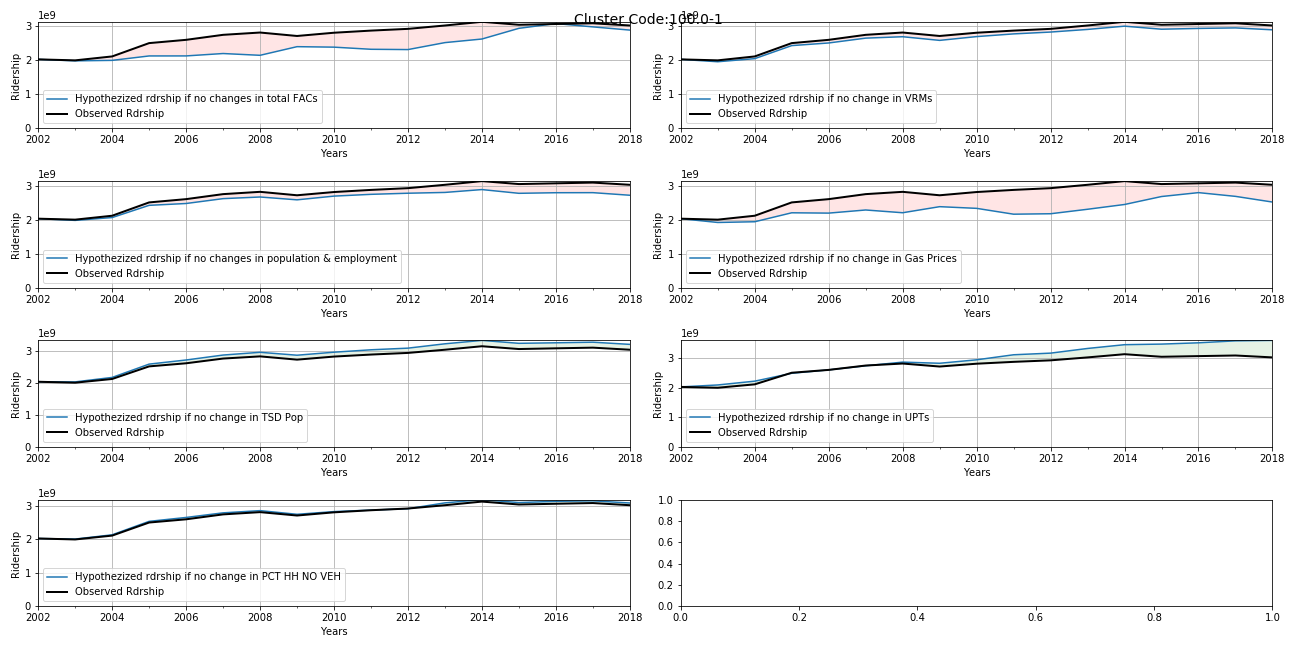 Cluster Code:100.0-1
1e9
3
2
1
0
Ridership
Hypothezized rdrship if no changes in total FACs
Observed Rdrship
2002 2004 2006 2008 2010 2012 2014 2016 2018
Years
1e9
3
2
1
0
Ridership
Hypothezized rdrship if no change in VRMs
Observed Rdrship
2002 2004 2006 2008 2010 2012 2014 2016 2018
Years
1e9
3
2
1
0
Ridership
Hypothezized rdrship if no changes in population & employment
Observed Rdrship
2002 2004 2006 2008 2010 2012 2014 2016 2018
Years
1e9
3
2
1
0
Ridership
Hypothezized rdrship if no change in Gas Prices
Observed Rdrship
2002 2004 2006 2008 2010 2012 2014 2016 2018
Years
1e9
3
2
1
0
Ridership
Hypothezized rdrship if no change in TSD Pop
Observed Rdrship
2002 2004 2006 2008 2010 2012 2014 2016 2018
Years
1e9
3
2
1
0
Ridership
Hypothezized rdrship if no change in UPTs
Observed Rdrship
2002 2004 2006 2008 2010 2012 2014 2016 2018
Years
1e9
3
2
1
0
Ridership
Hypothezized rdrship if no change in PCT HH NO VEH
Observed Rdrship
2002 2004 2006 2008 2010 2012 2014 2016 2018
Years
1.0
0.8
0.6
0.4
0.2
0.0
0.0 0.2 0.4 0.6 0.8 1.0